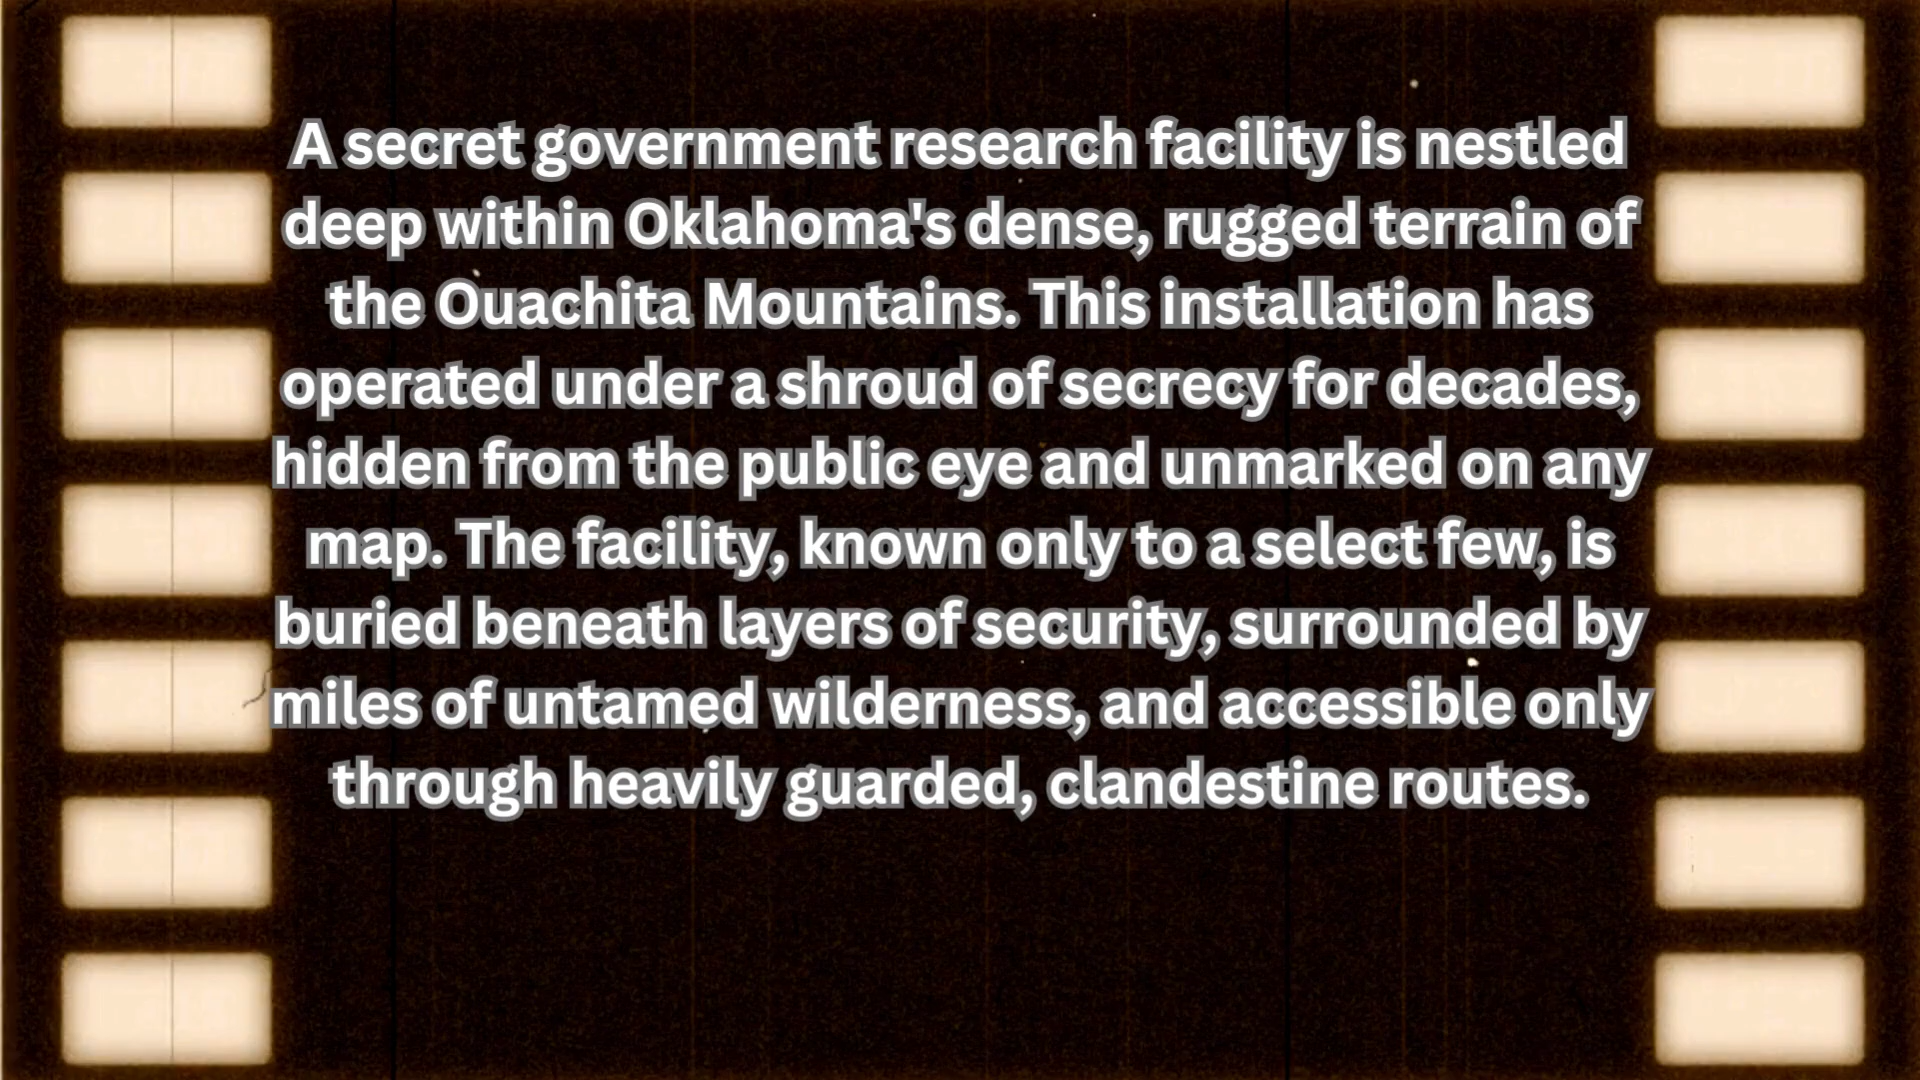 A secret government research facility is nestled
deep within Oklahoma's dense, rugged terrain of
the Ouachita Mountains. This installation has
operated under a shroud of secrecy for decades,
hidden from the public eye and unmarked on any
map. The facility, known only to a select few, is
buried beneath layers of security, surrounded by
miles of untamed wilderness, and accessible only
through heavily guarded, clandestine routes.